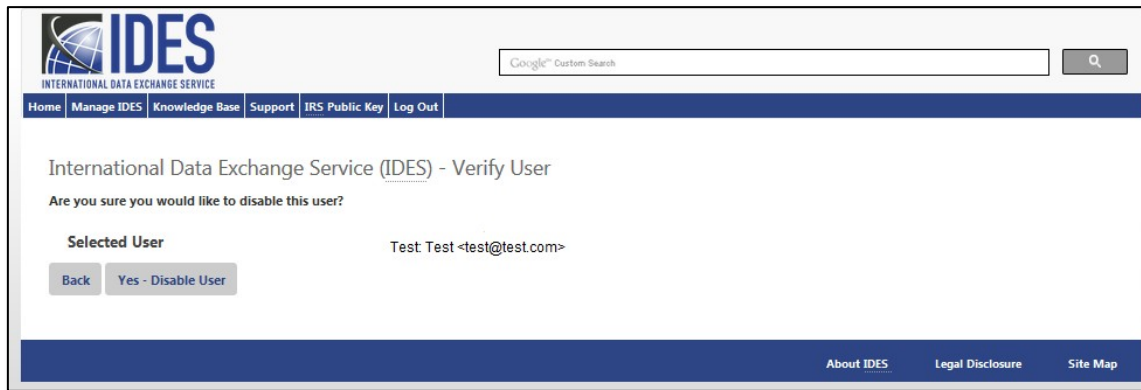 IDES
INTERNATIONAL DATA EXCHANGE SERVICE
Google™ Custom Search
Home Manage IDES Knowledge Base Support IRS Public Key Log Out
International Data Exchange Service (IDES) - Verify User
Are you sure you would like to disable this user?
Selected User Test: Test <test@test.com>
Back Yes - Disable User
About IDES Legal Disclosure Site Map